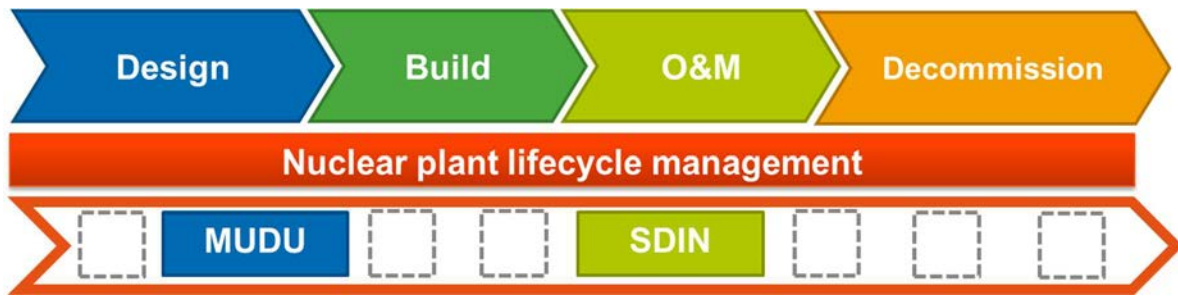 Design Build O&M Decommission
Nuclear plant lifecycle management
MUDU SDIN